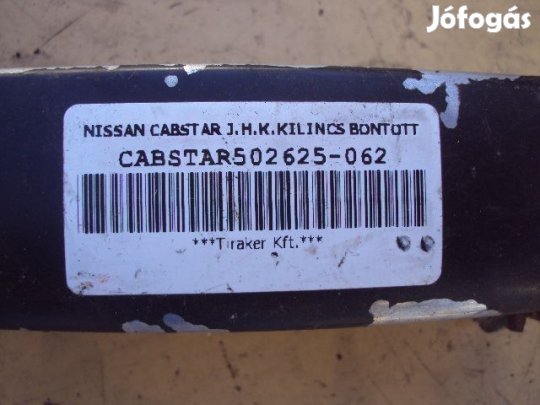 Jófogás
NISSAN CABSTAR J.H.K.KILINCS BONTOTT
CABSTAR502625-062
***Tiraker Kft.***